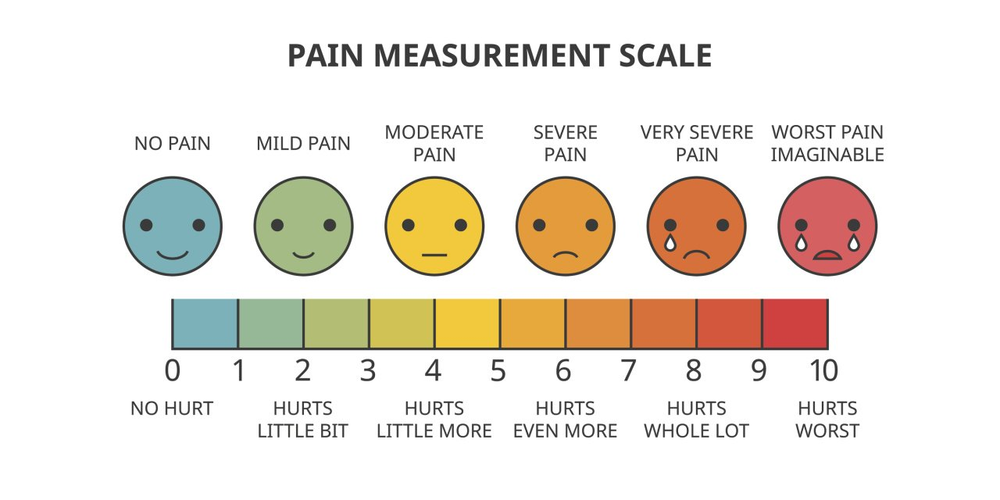 PAIN MEASUREMENT SCALE
NO PAIN
MILD PAIN
MODERATE
PAIN
SEVERE
PAIN
VERY SEVERE
PAIN
WORST PAIN
IMAGINABLE
0 1 2 3 4 5 6 7 8 9 10
NO HURT
HURTS
LITTLE BIT
HURTS
LITTLE MORE
HURTS
EVEN MORE
HURTS
WHOLE LOT
HURTS
WORST